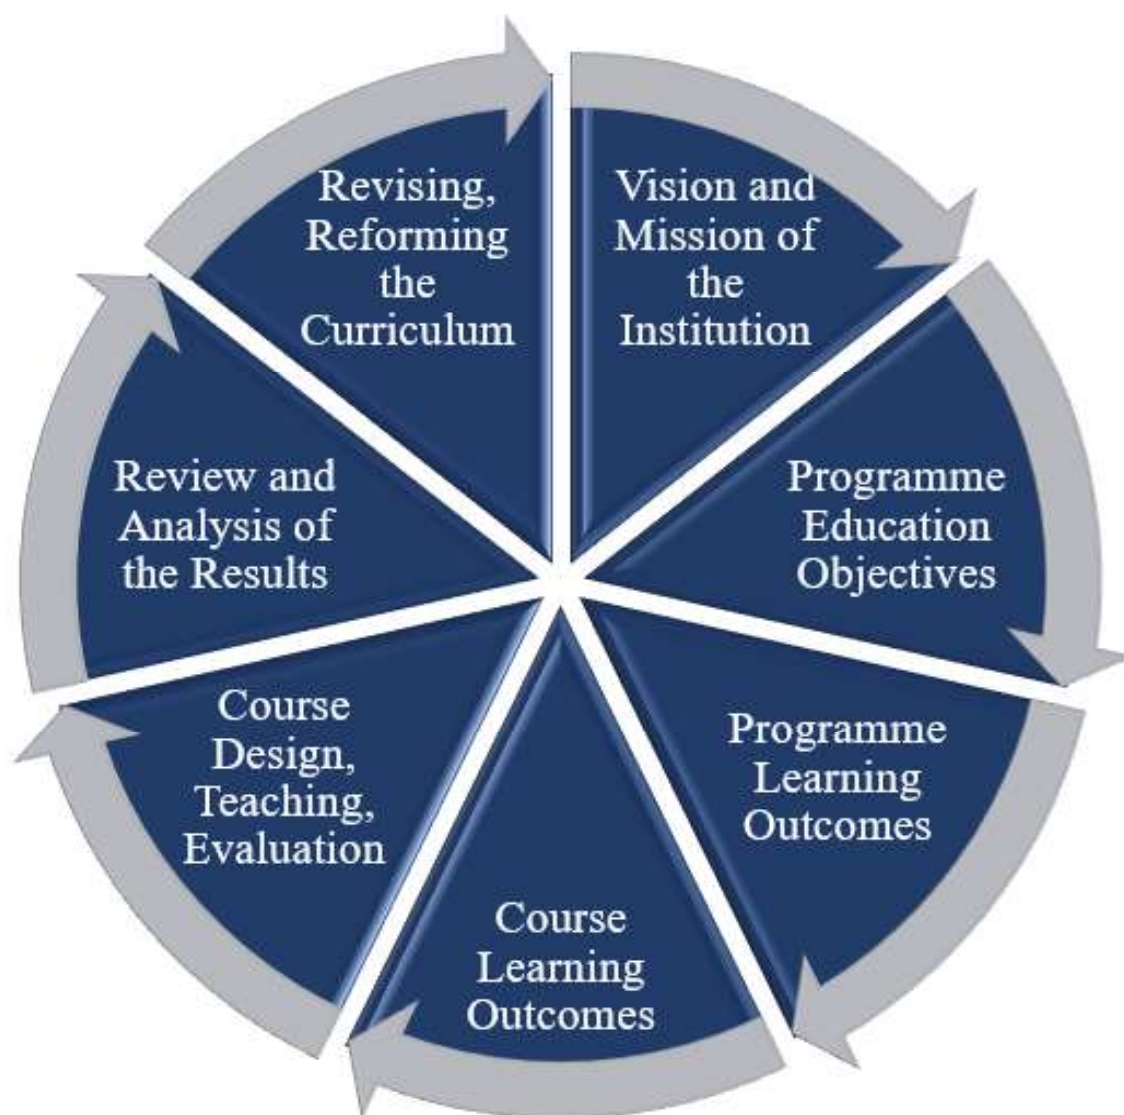 Vision and
Mission of
the
Institution
Programme
Education
Objectives
Programme
Learning
Outcomes
Course
Learning
Outcomes
Course
Design,
Teaching,
Evaluation
Review and
Analysis of
the Results
Revising,
Reforming
the
Curriculum